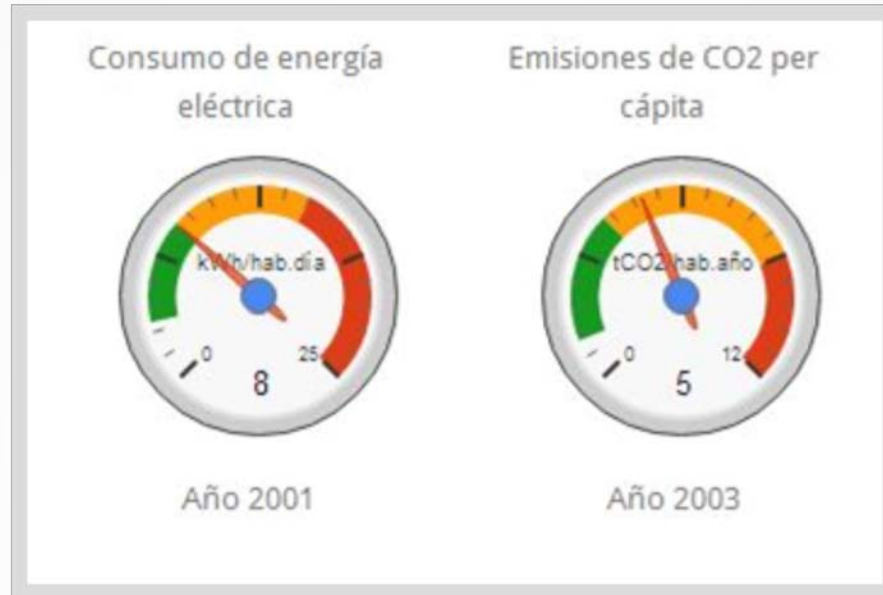 Consumo de energía
eléctrica
kWh/hab.día
0
25
8
Año 2001
Emisiones de CO2 per
cápita
tCO2/hab.año
0
12
5
Año 2003